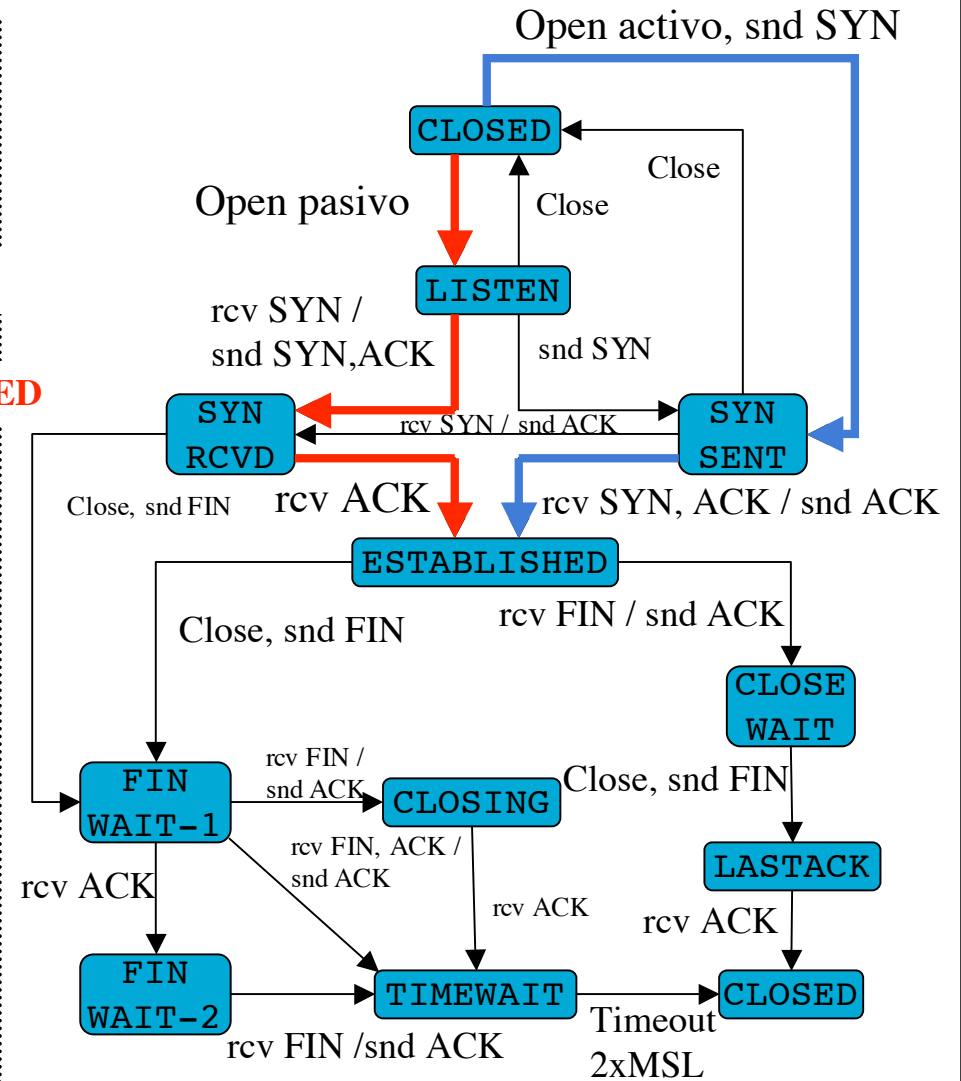 Open activo, snd SYN
CLOSED
Close
Open pasivo
Close
LISTEN
rcv SYN /
snd SYN,ACK
snd SYN
ED
SYN
RCVD
rcv SYN / snd ACK
SYN
SENT
Close, snd FIN
rcv ACK
rcv SYN, ACK / snd ACK
ESTABLISHED
Close, snd FIN
rcv FIN / snd ACK
CLOSE
WAIT
FIN
WAIT-1
rcv FIN /
snd ACK
CLOSING
Close, snd FIN
rcv FIN, ACK /
snd ACK
LASTACK
rcv ACK
rcv ACK
rcv ACK
FIN
WAIT-2
TIMEWAIT
CLOSED
rcv FIN /snd ACK
Timeout
2xMSL